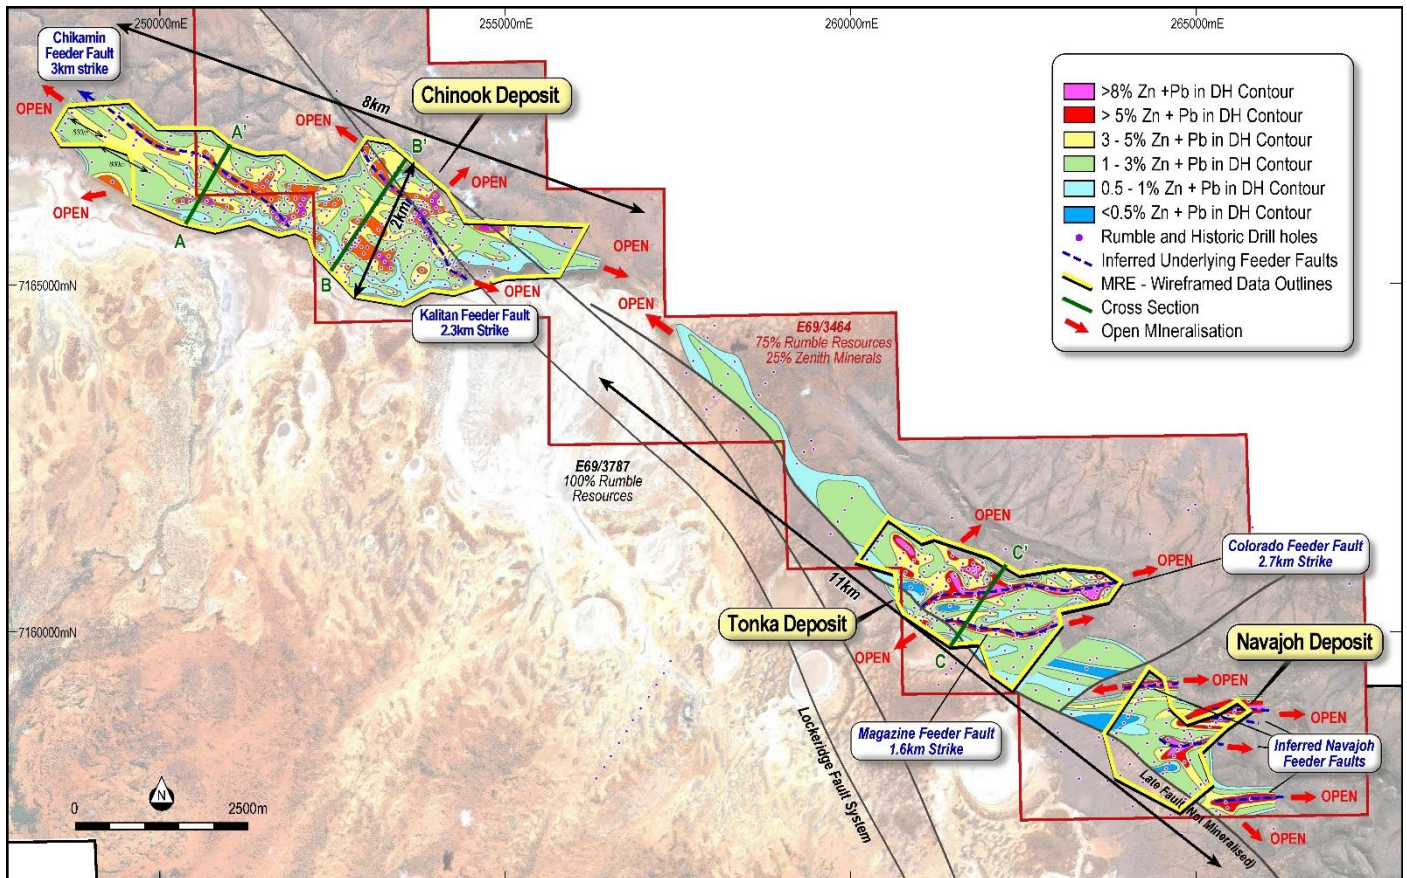 250000mE
255000mE
260000mE
265000mE
Chikamin
Feeder Fault
3km strike
OPEN
8km
Chinook Deposit
A'
B'
OPEN
OPEN
800m
OPEN
2km
A
B
OPEN
OPEN
7165000mN
Kalitan Feeder Fault
2.3km Strike
OPEN
>8% Zn +Pb in DH Contour
> 5% Zn + Pb in DH Contour
3 - 5% Zn + Pb in DH Contour
1 - 3% Zn + Pb in DH Contour
0.5 - 1% Zn + Pb in DH Contour
<0.5% Zn + Pb in DH Contour
Rumble and Historic Drill holes
Inferred Underlying Feeder Faults
MRE - Wireframed Data Outlines
Cross Section
Open MIneralisation
E69/3464
75% Rumble Resources
25% Zenith Minerals
E69/3787
100% Rumble
Resources
OPEN
C'
OPEN
Colorado Feeder Fault
2.7km Strike
11km
Tonka Deposit
7160000mN
OPEN
OPEN
C
Navajoh Deposit
OPEN
OPEN
Magazine Feeder Fault
1.6km Strike
OPEN
Inferred Navajoh
Feeder Faults
Lockeridge Fault System
Late Fault (Not Mineralised)
OPEN
OPEN
N
0
2500m